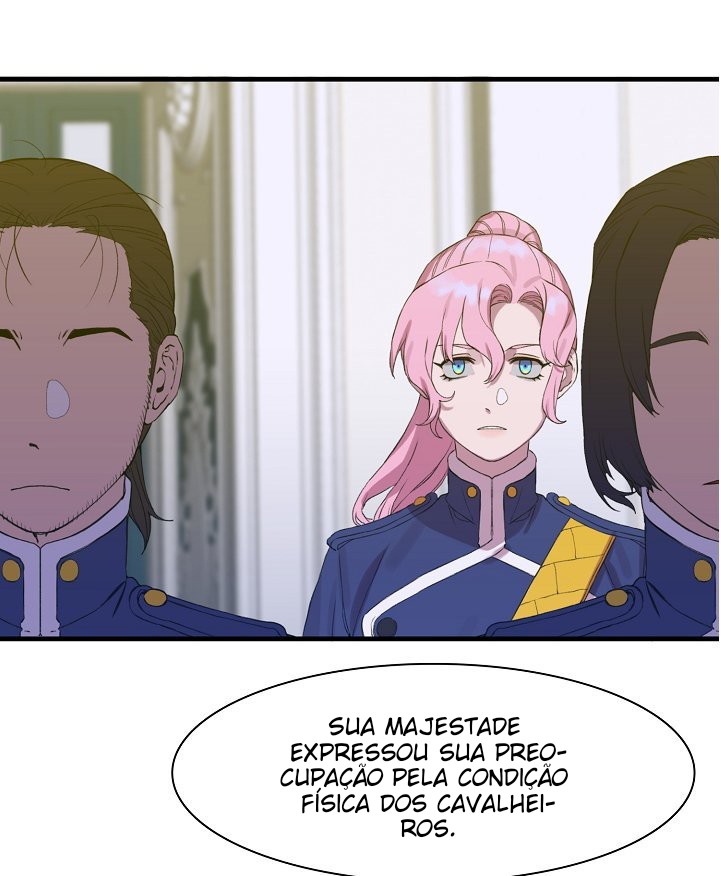 SUA MAJESTADE
EXPRESSOU SUA PREO-
CUPAÇÃO PELA CONDIÇÃO
FÍSICA DOS CAVALHEI-
ROS.